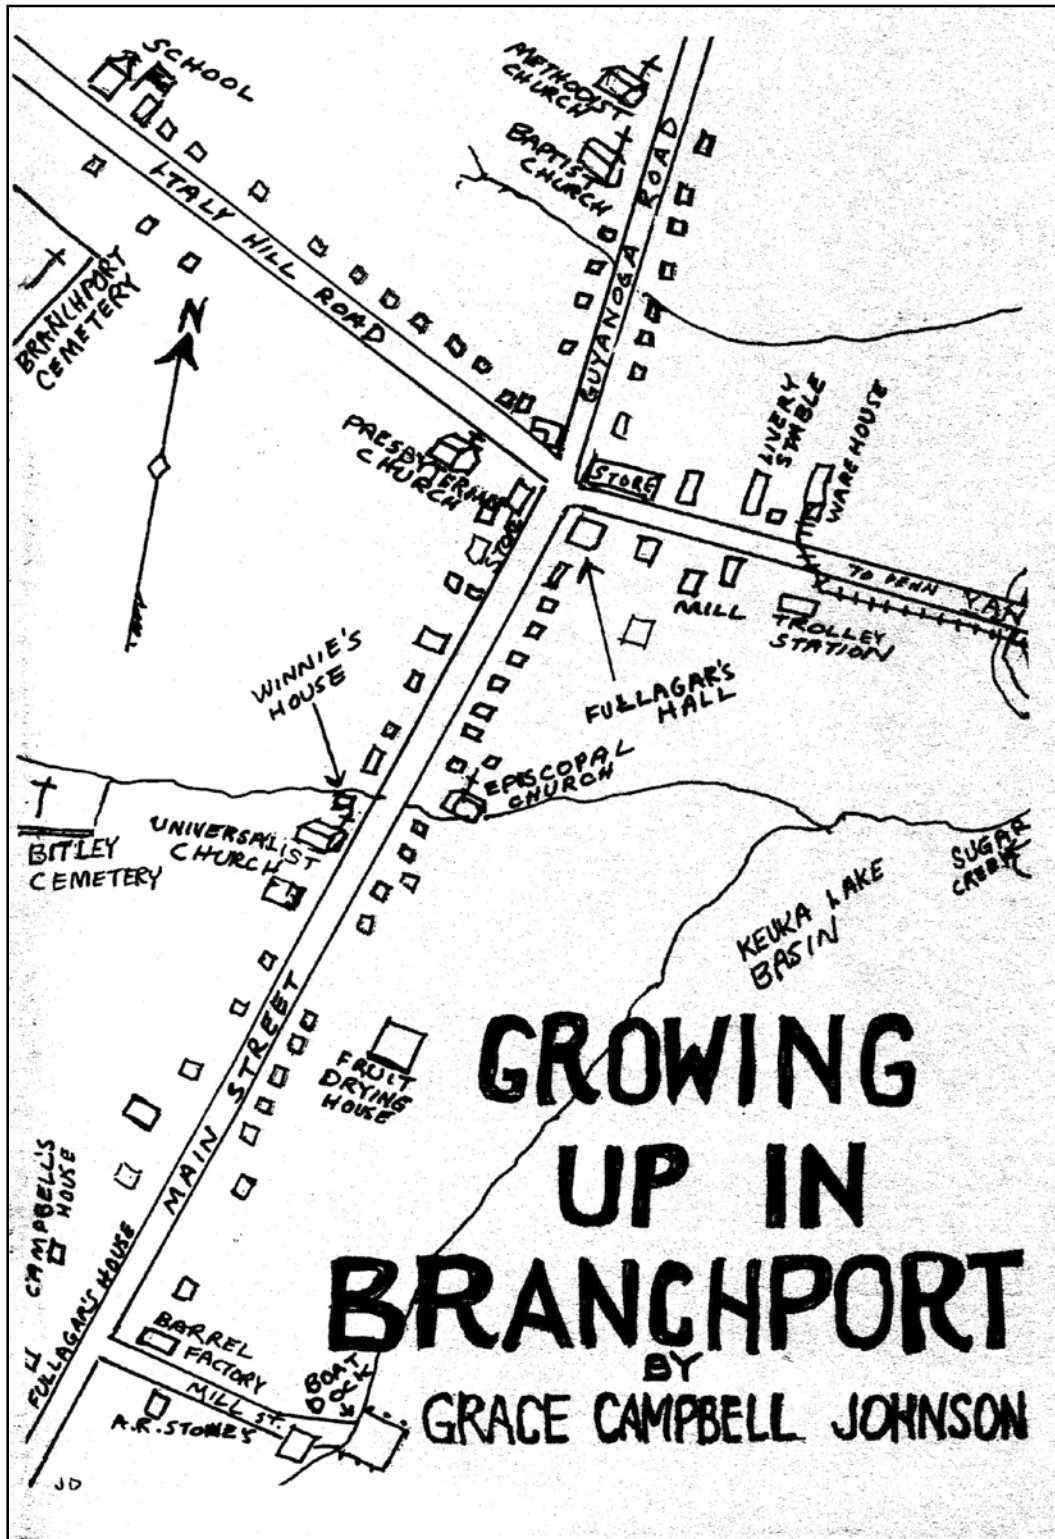 SCHOOL
METHODIST
CHURCH
BAPTIST
CHURCH
GUYANOGA ROAD
ITALY HILL ROAD
BRANCHPORT
CEMETERY
N
PRESBYTERIAN
CHURCH
STORE
STORE
LIVERY
STABLE
WAREHOUSE
TO PENN YAN
MILL
TROLLEY
STATION
FULLAGAR'S
HALL
WINNIE'S
HOUSE
EPISCOPAL
CHURCH
UNIVERSALIST
CHURCH
BITLEY
CEMETERY
SUGAR
CREEK
KEUKA LAKE
BASIN
MAIN STREET
FRUIT
DRYING
HOUSE
CAMPBELL'S
HOUSE
FULLAGAR'S HOUSE
BARREL
FACTORY
MILL ST.
BOAT
DOCK
A.R. STONES
JD
GROWING
UP IN
BRANCHPORT
BY
GRACE CAMPBELL JOHNSON